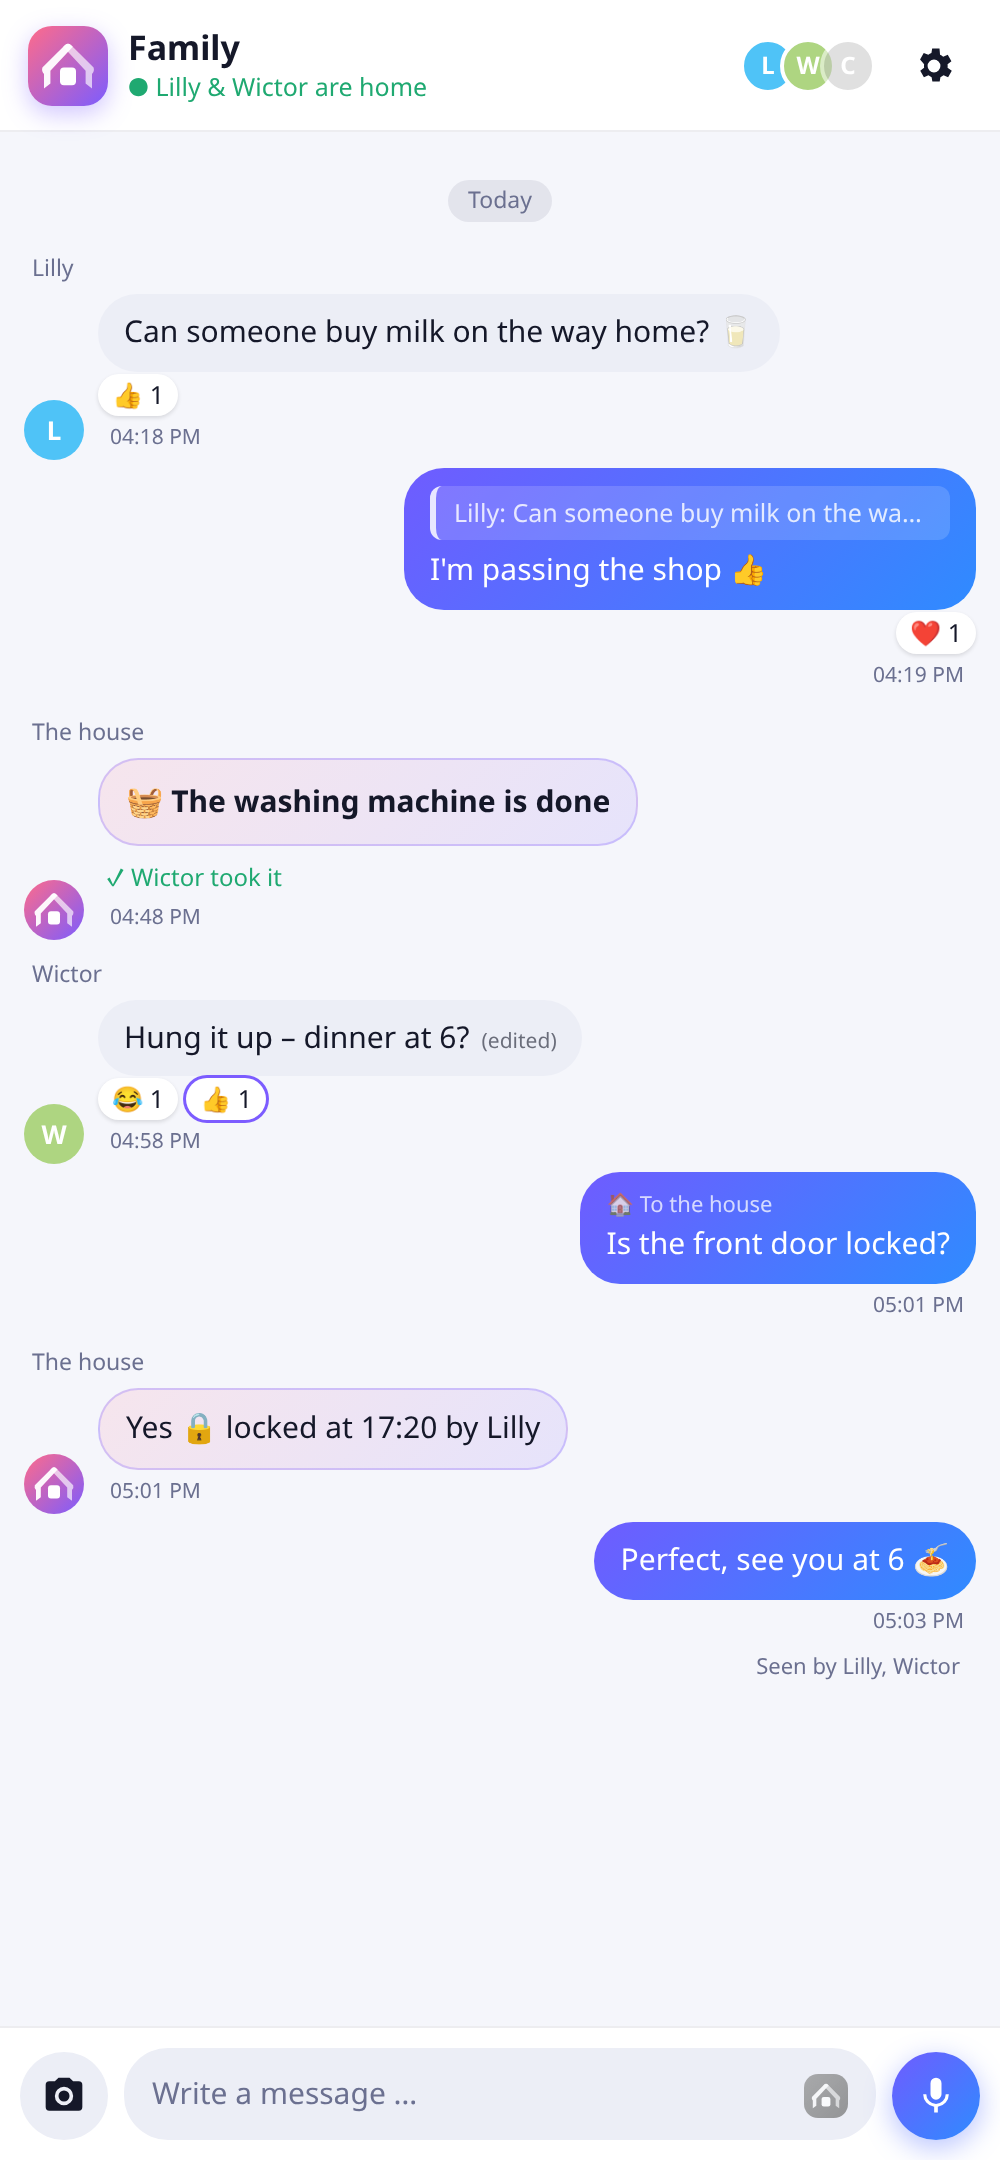 Family
Lilly & Wictor are home
L W C
Today
Lilly
Can someone buy milk on the way home? 🥛
👍 1
L
04:18 PM
Lilly: Can someone buy milk on the wa...
I'm passing the shop 👍
❤️ 1
04:19 PM
The house
🧺 The washing machine is done
✓ Wictor took it
04:48 PM
Wictor
Hung it up – dinner at 6? (edited)
😂 1 👍 1
W
04:58 PM
🏠 To the house
Is the front door locked?
05:01 PM
The house
Yes 🔒 locked at 17:20 by Lilly
05:01 PM
Perfect, see you at 6 🍝
05:03 PM
Seen by Lilly, Wictor
Write a message ...